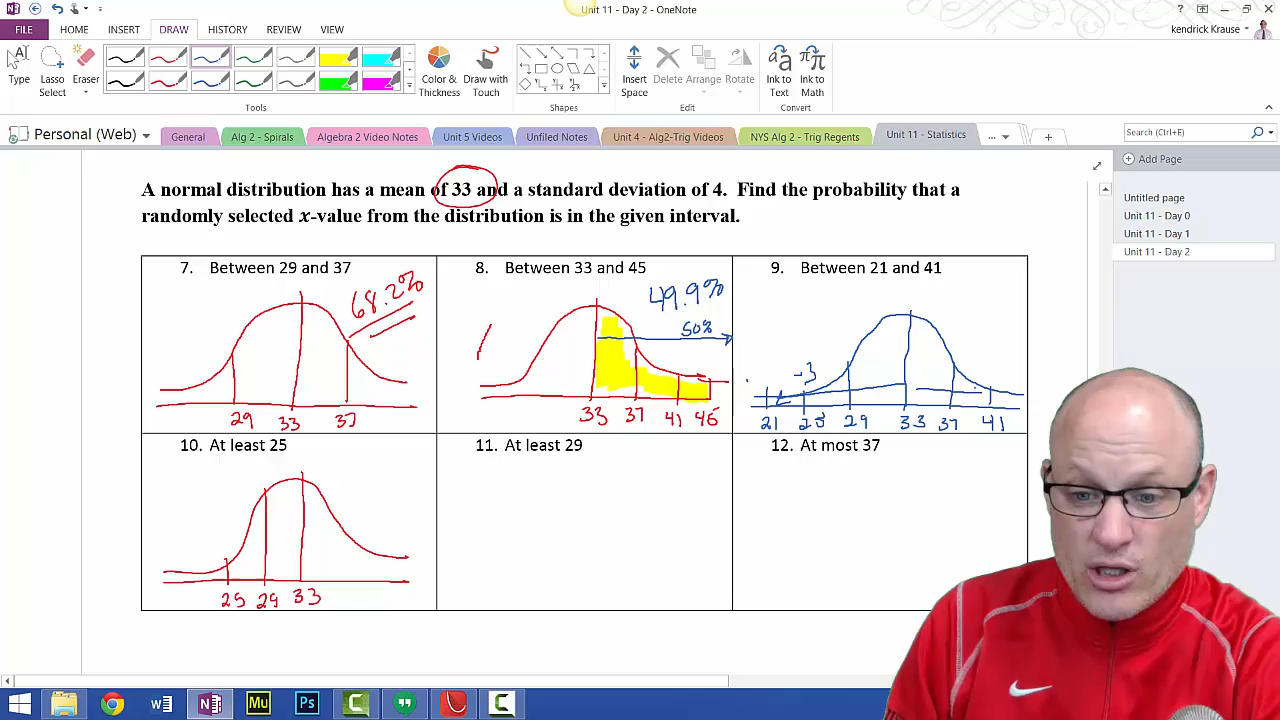 Unit 11 - Day 2 - OneNote
FILE HOME INSERT DRAW HISTORY REVIEW VIEW
kendrick Krause
Type Lasso Select Eraser Color & Thickness Draw with Touch Insert Space Delete Arrange Rotate Ink to Text Ink to Math
Tools Shapes Edit Convert
Personal (Web) General Alg 2 - Spirals Algebra 2 Video Notes Unit 5 Videos Unfiled Notes Unit 4 - Alg2-Trig Videos NYS Alg 2 - Trig Regents Unit 11 - Statistics ... + Search (Ctrl+E)
Add Page
Untitled page
Unit 11 - Day 0
Unit 11 - Day 1
Unit 11 - Day 2
A normal distribution has a mean of 33 and a standard deviation of 4. Find the probability that a
randomly selected x-value from the distribution is in the given interval.
7. Between 29 and 37
68.2%
29 33 37
8. Between 33 and 45
49.9%
50%
33 37 41 45
9. Between 21 and 41
-3
21 25 29 33 37 41
10. At least 25
25 29 33
11. At least 29
12. At most 37
Mu Ps